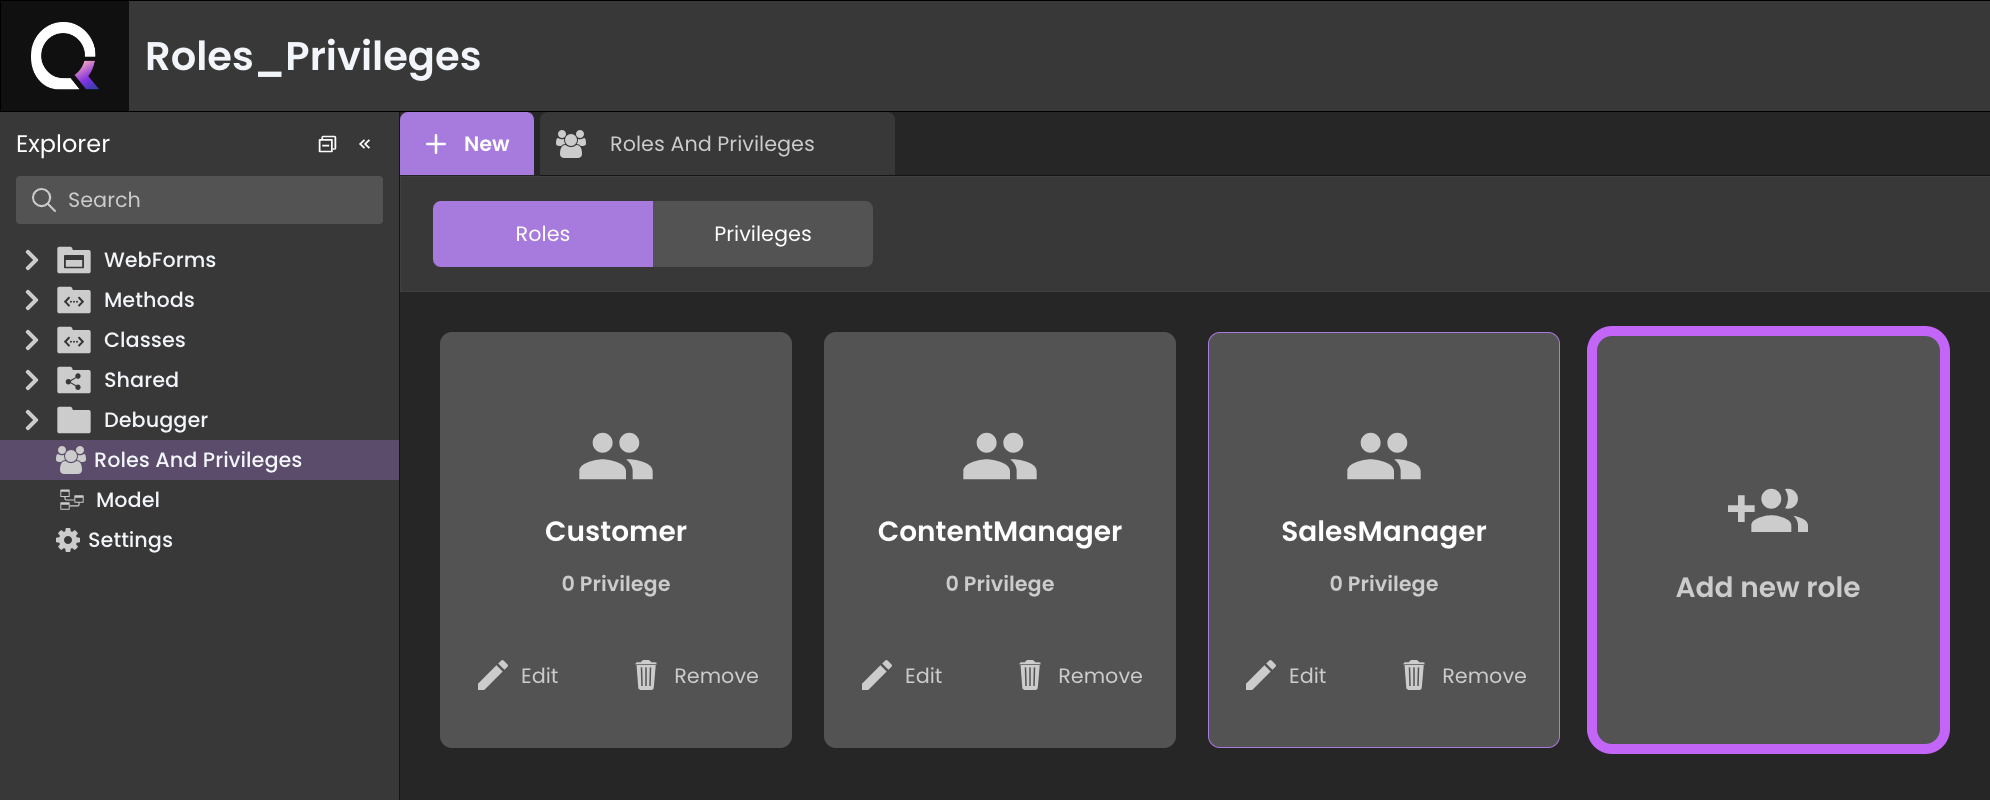 Roles_Privileges
Explorer
Search
WebForms
Methods
Classes
Shared
Debugger
Roles And Privileges
Model
Settings
New
Roles And Privileges
Roles
Privileges
Customer
0 Privilege
Edit Remove
ContentManager
0 Privilege
Edit Remove
SalesManager
0 Privilege
Edit Remove
Add new role